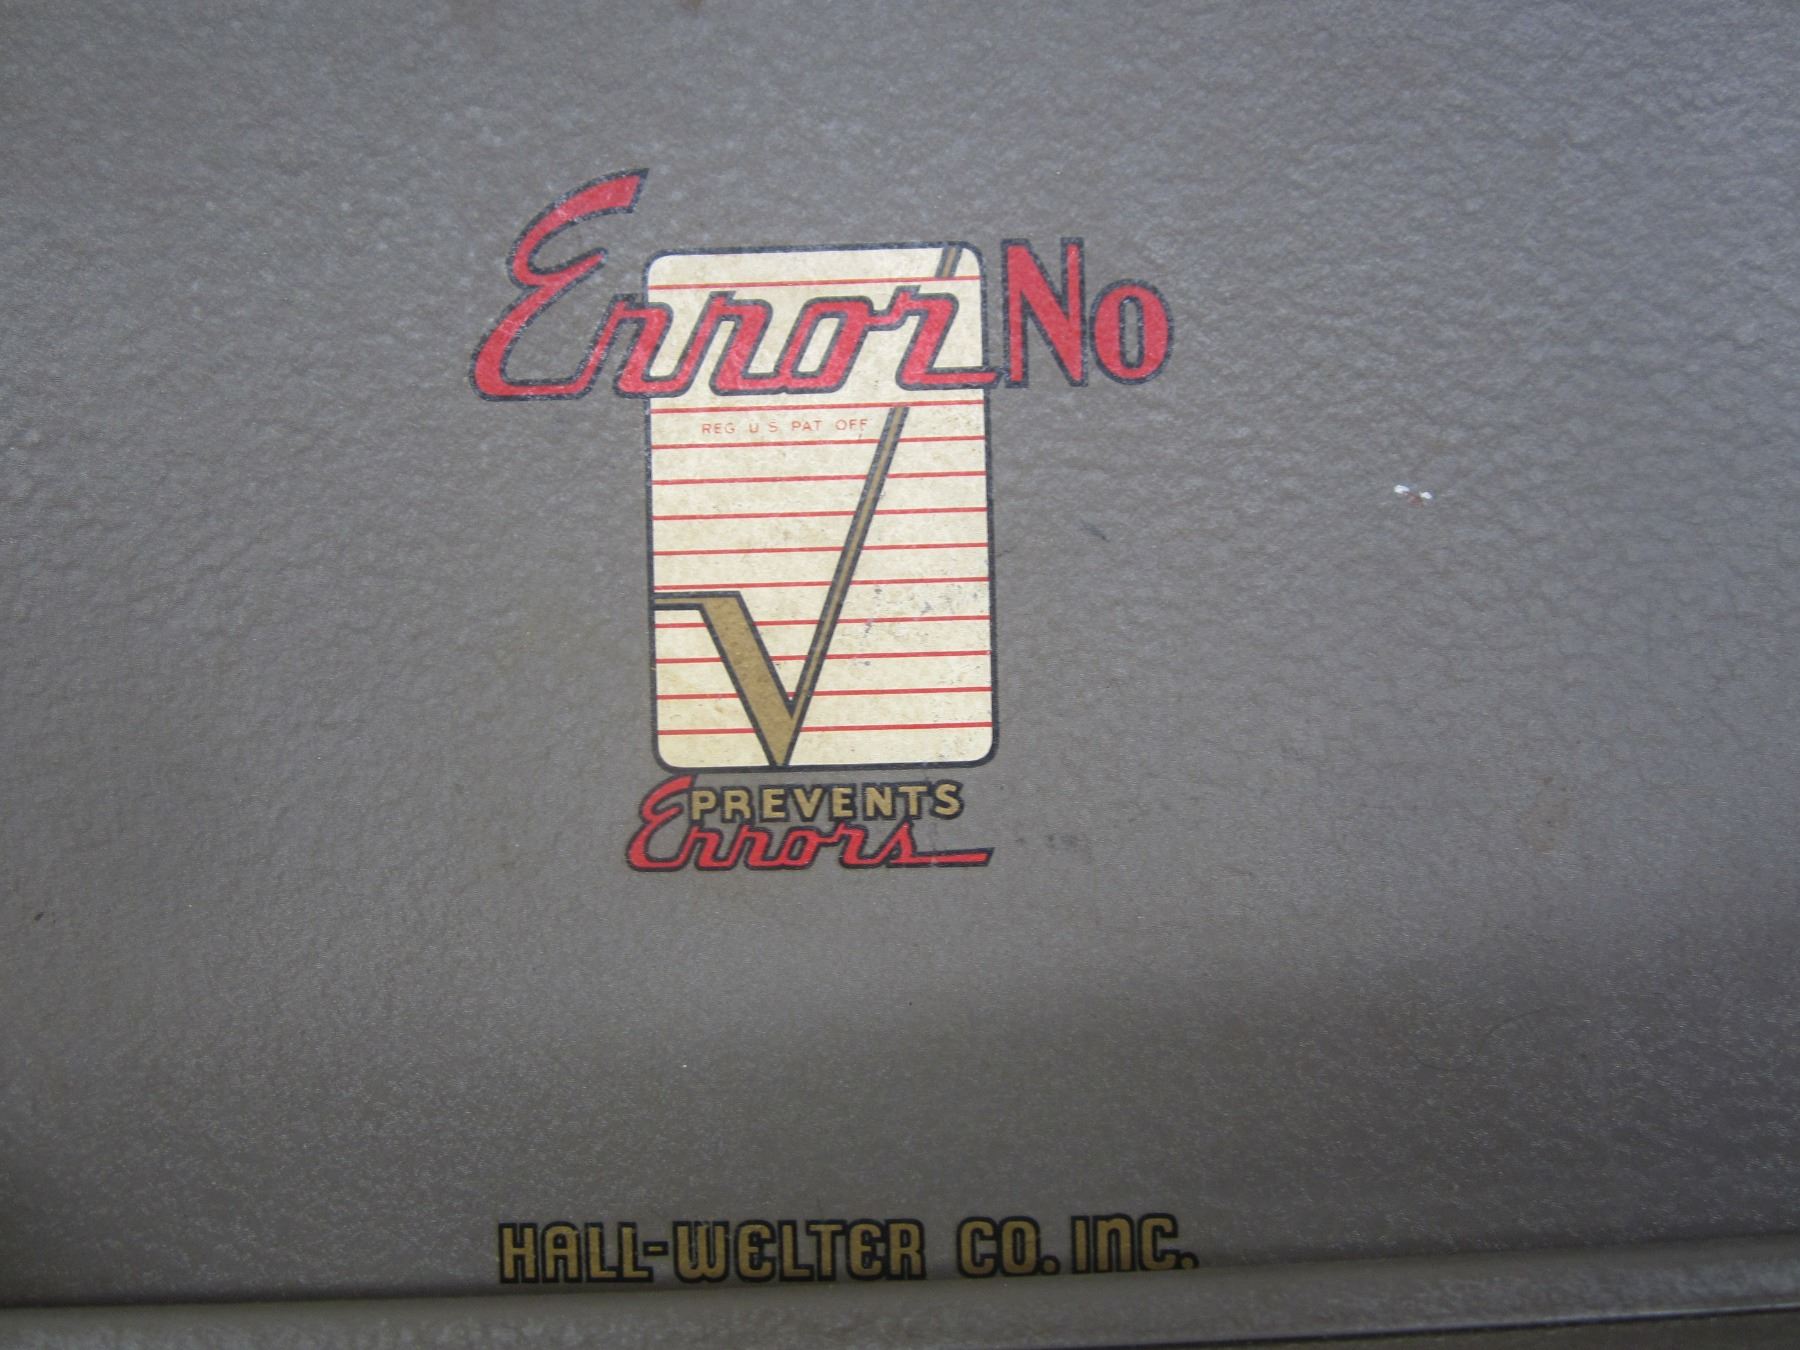 Error No
REG U S PAT OFF
PREVENTS
Errors
HALL-WELTER CO. INC.